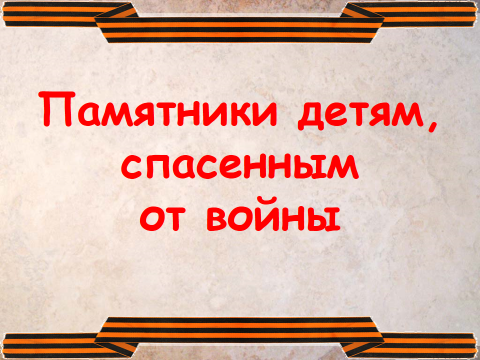 Памятники детям,
спасенным
от войны